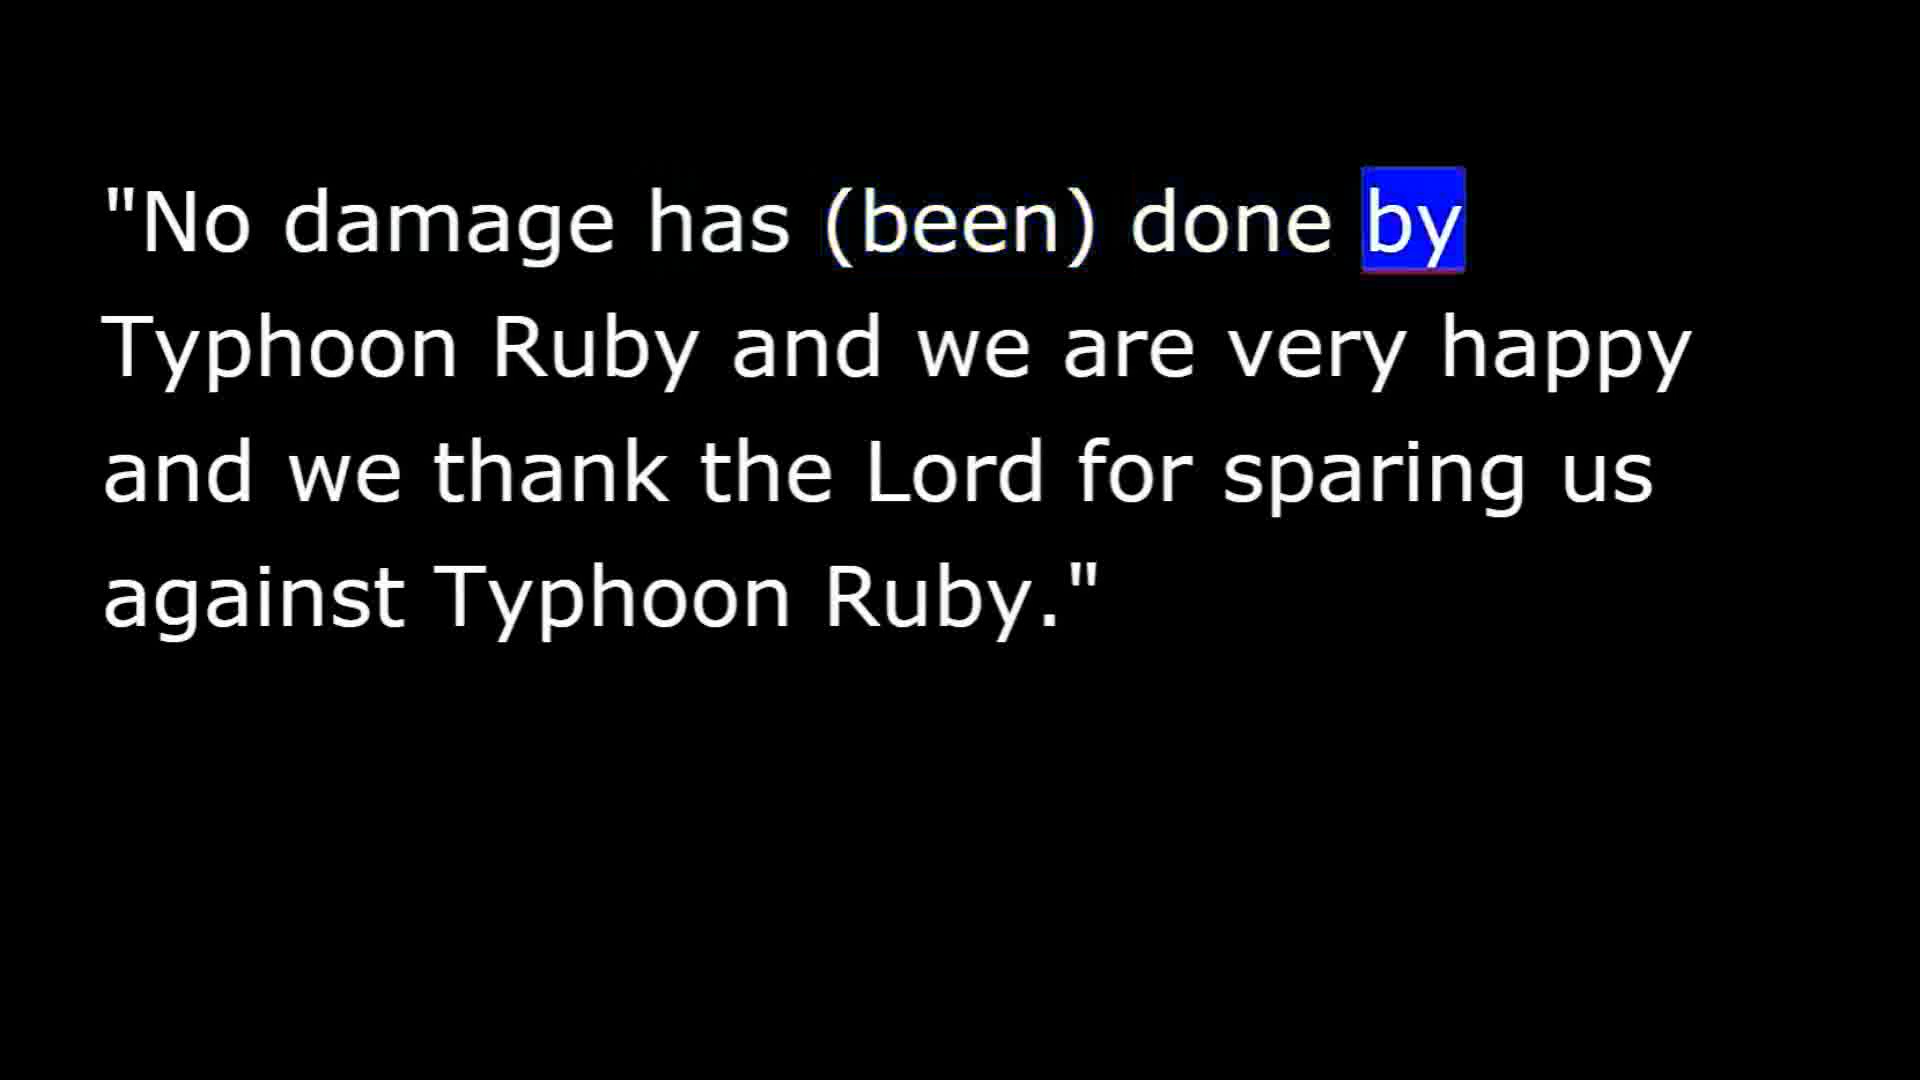 "No damage has (been) done by
Typhoon Ruby and we are very happy
and we thank the Lord for sparing us
against Typhoon Ruby."